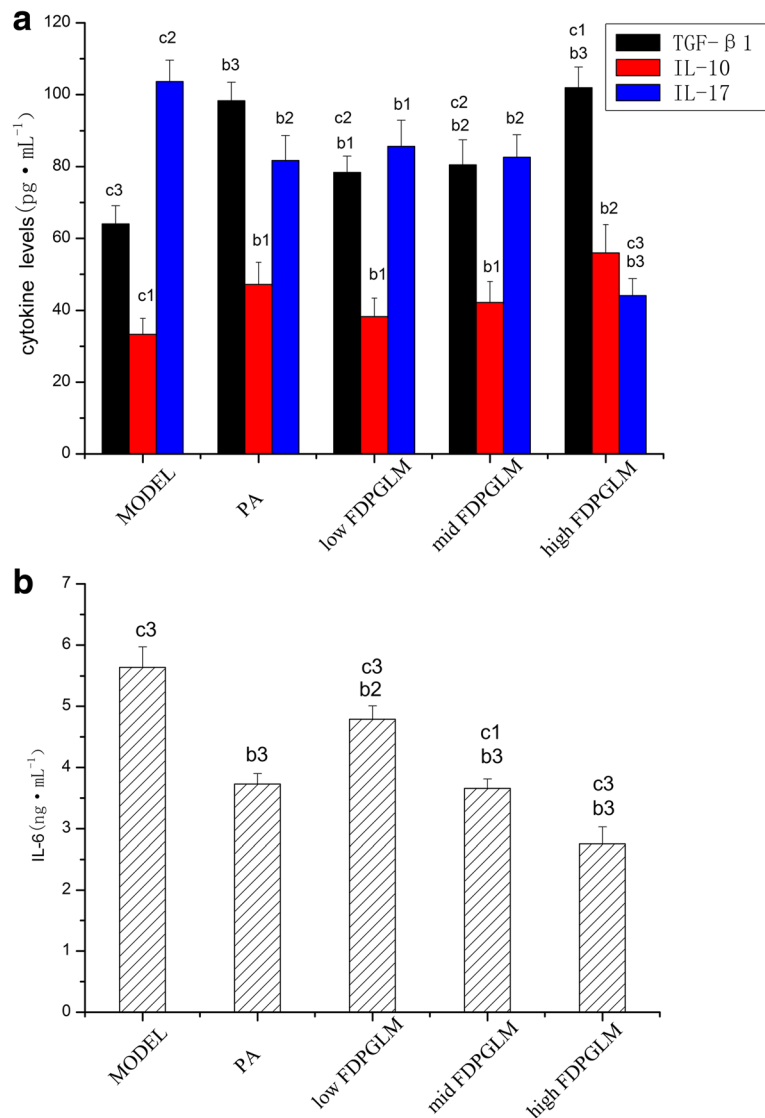 a
120
100
80
60
40
20
0
cytokine levels(pg·mL⁻¹)
TGF-β1
IL-10
IL-17
c3
c1
c2
b3
b1
b2
c2
b1
b1
b1
c2
b2
b1
b2
c1
b3
b2
c3
b3
MODEL
PA
low FDPGLM
mid FDPGLM
high FDPGLM
b
7
6
5
4
3
2
1
0
IL-6(ng·mL⁻¹)
c3
b3
c3
b2
c1
b3
c3
b3
MODEL
PA
low FDPGLM
mid FDPGLM
high FDPGLM